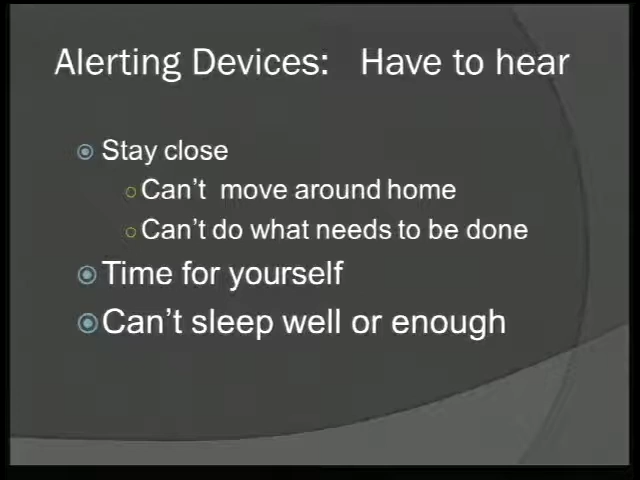 Alerting Devices: Have to hear
Stay close
Can't move around home
Can't do what needs to be done
Time for yourself
Can't sleep well or enough